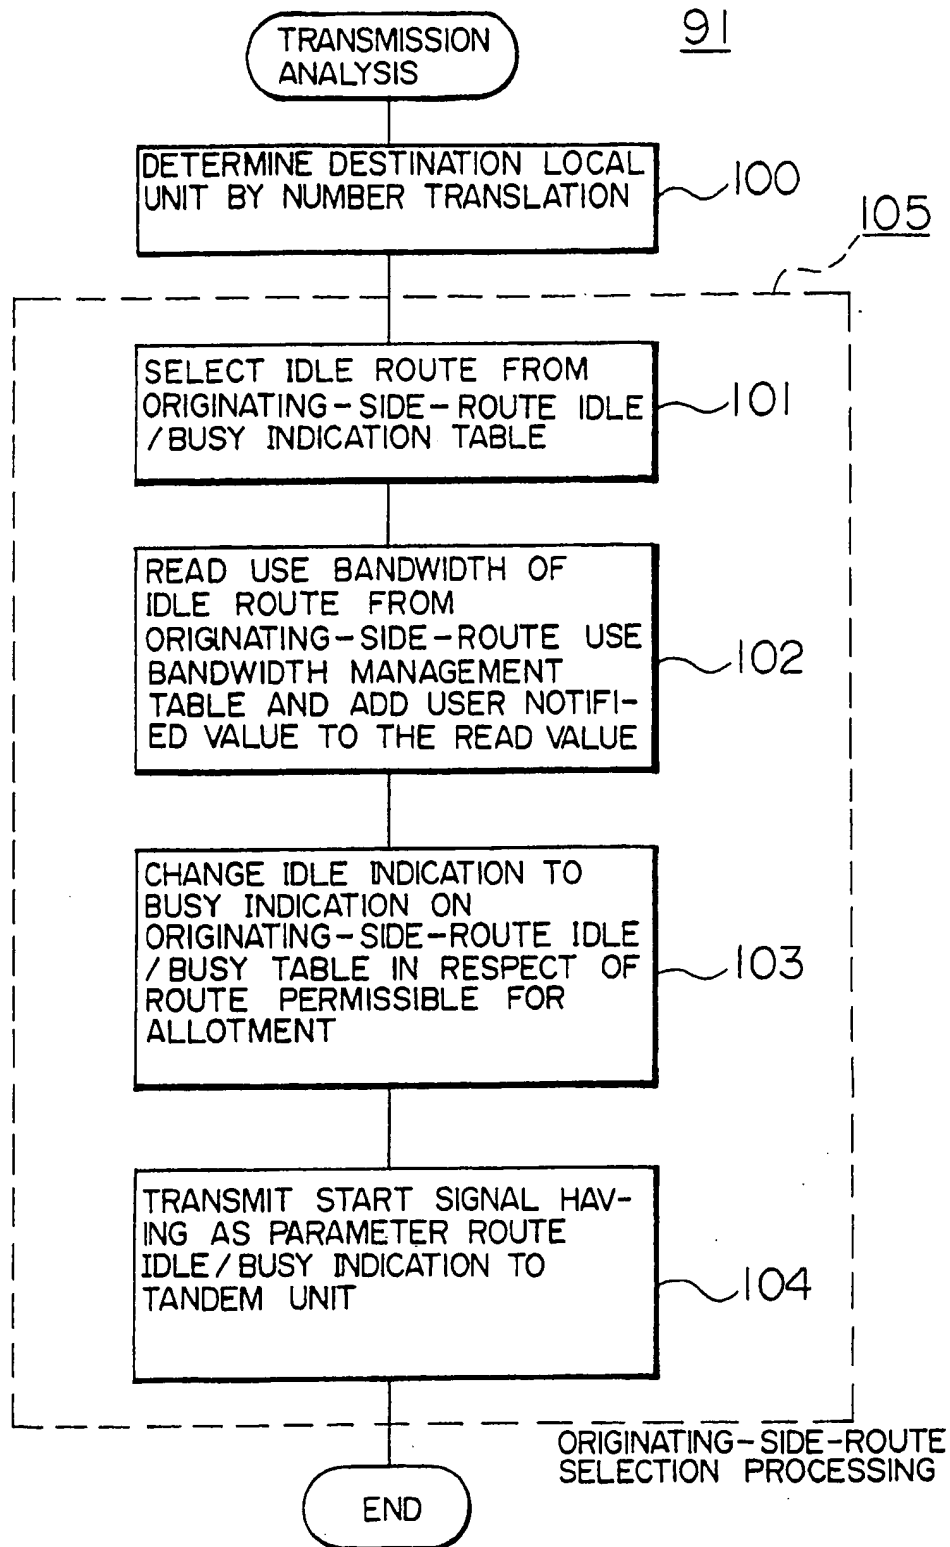 91
TRANSMISSION
ANALYSIS
DETERMINE DESTINATION LOCAL
UNIT BY NUMBER TRANSLATION
100
105
SELECT IDLE ROUTE FROM
ORIGINATING-SIDE-ROUTE IDLE
/BUSY INDICATION TABLE
101
READ USE BANDWIDTH OF
IDLE ROUTE FROM
ORIGINATING-SIDE-ROUTE USE
BANDWIDTH MANAGEMENT
TABLE AND ADD USER NOTIFI-
ED VALUE TO THE READ VALUE
102
CHANGE IDLE INDICATION TO
BUSY INDICATION ON
ORIGINATING-SIDE-ROUTE IDLE
/BUSY TABLE IN RESPECT OF
ROUTE PERMISSIBLE FOR
ALLOTMENT
103
TRANSMIT START SIGNAL HAV-
ING AS PARAMETER ROUTE
IDLE/BUSY INDICATION TO
TANDEM UNIT
104
ORIGINATING-SIDE-ROUTE
SELECTION PROCESSING
END